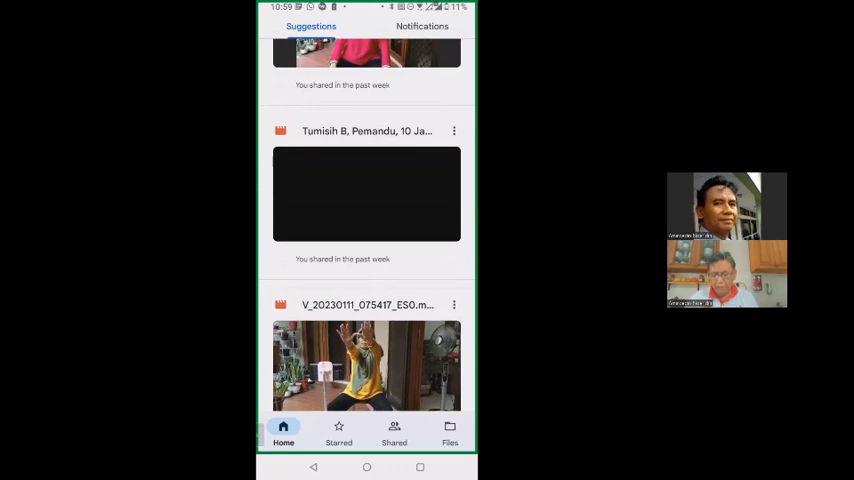 10:59
11%
Suggestions
Notifications
You shared in the past week
Tumisih B, Pemandu, 10 Ja...
You shared in the past week
V_20230111_075417_ESO.m...
Home
Starred
Shared
Files